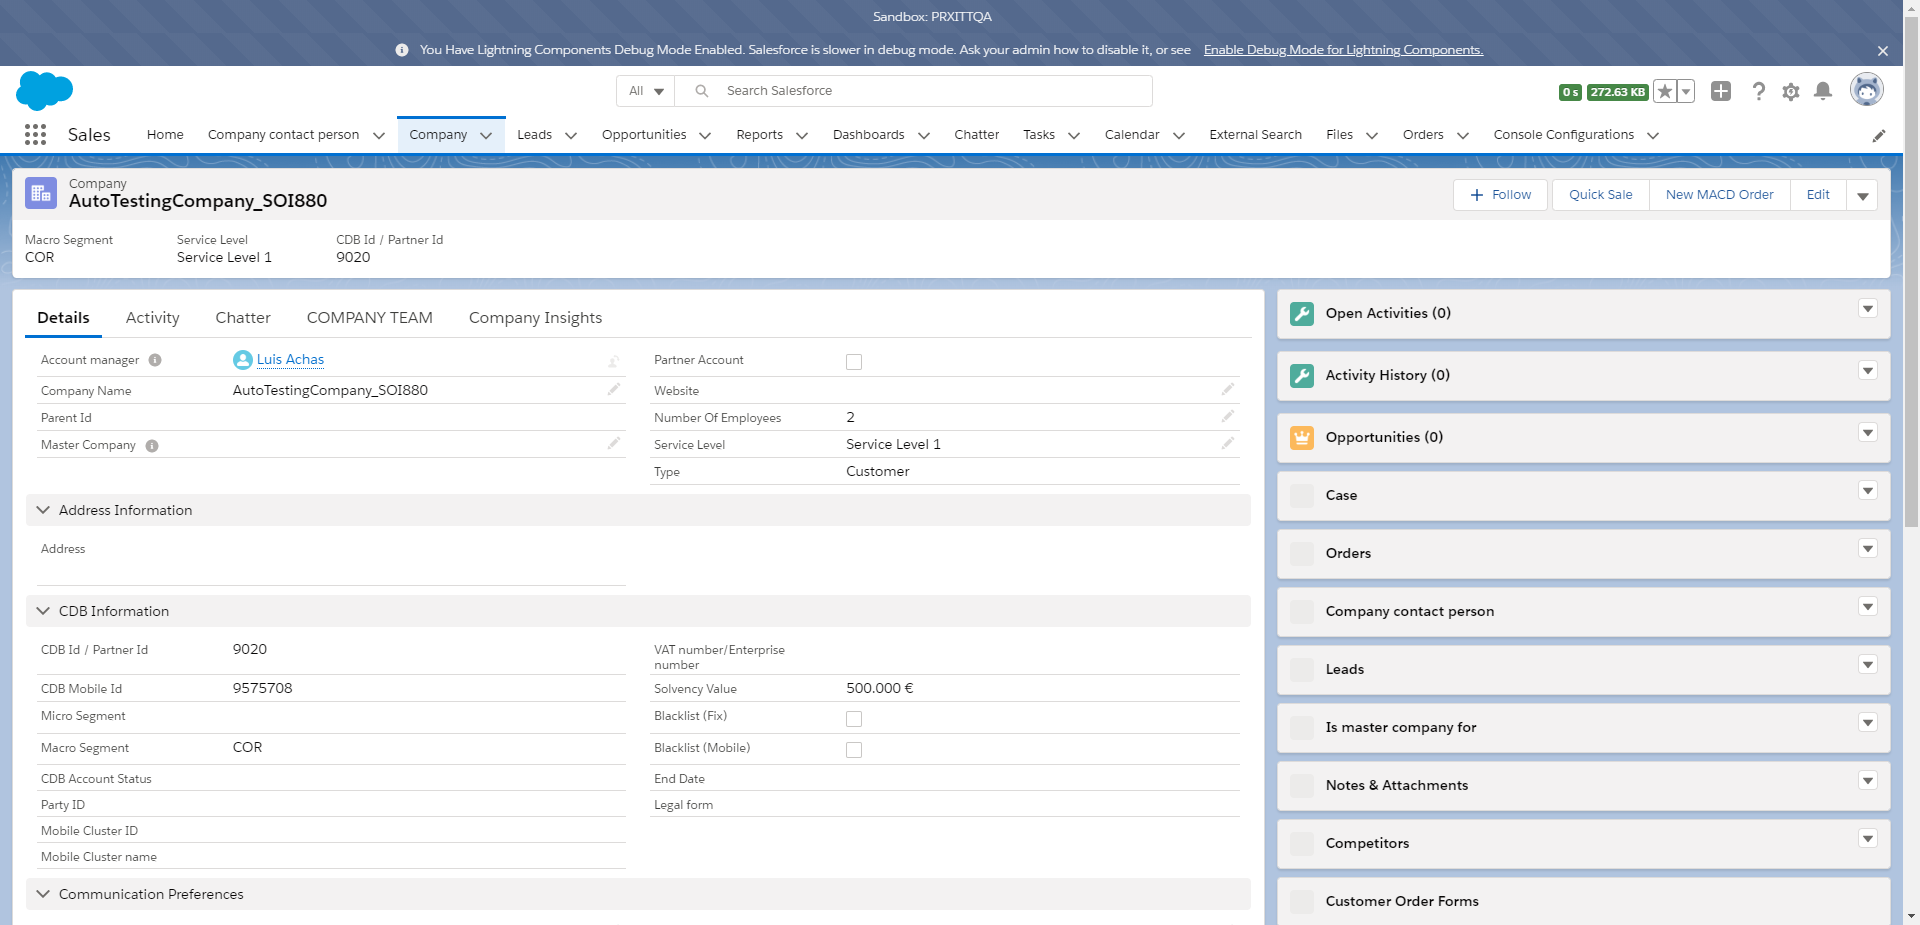 Sandbox: PRXITTQA
You Have Lightning Components Debug Mode Enabled. Salesforce is slower in debug mode. Ask your admin how to disable it, or see Enable Debug Mode for Lightning Components.
All Search Salesforce 0 s 272.63 KB
Sales Home Company contact person Company Leads Opportunities Reports Dashboards Chatter Tasks Calendar External Search Files Orders Console Configurations
Company
AutoTestingCompany_SOI880
+ Follow Quick Sale New MACD Order Edit
Macro Segment Service Level CDB Id / Partner Id
COR Service Level 1 9020
Details Activity Chatter COMPANY TEAM Company Insights
Account manager Luis Achas Partner Account
Company Name AutoTestingCompany_SOI880 Website
Parent Id Number Of Employees 2
Master Company Service Level Service Level 1
Type Customer
Address Information
Address
CDB Information
CDB Id / Partner Id 9020 VAT number/Enterprise
number
CDB Mobile Id 9575708 Solvency Value 500.000 €
Micro Segment Blacklist (Fix)
Macro Segment COR Blacklist (Mobile)
CDB Account Status End Date
Party ID Legal form
Mobile Cluster ID
Mobile Cluster name
Communication Preferences
Open Activities (0)
Activity History (0)
Opportunities (0)
Case
Orders
Company contact person
Leads
Is master company for
Notes & Attachments
Competitors
Customer Order Forms